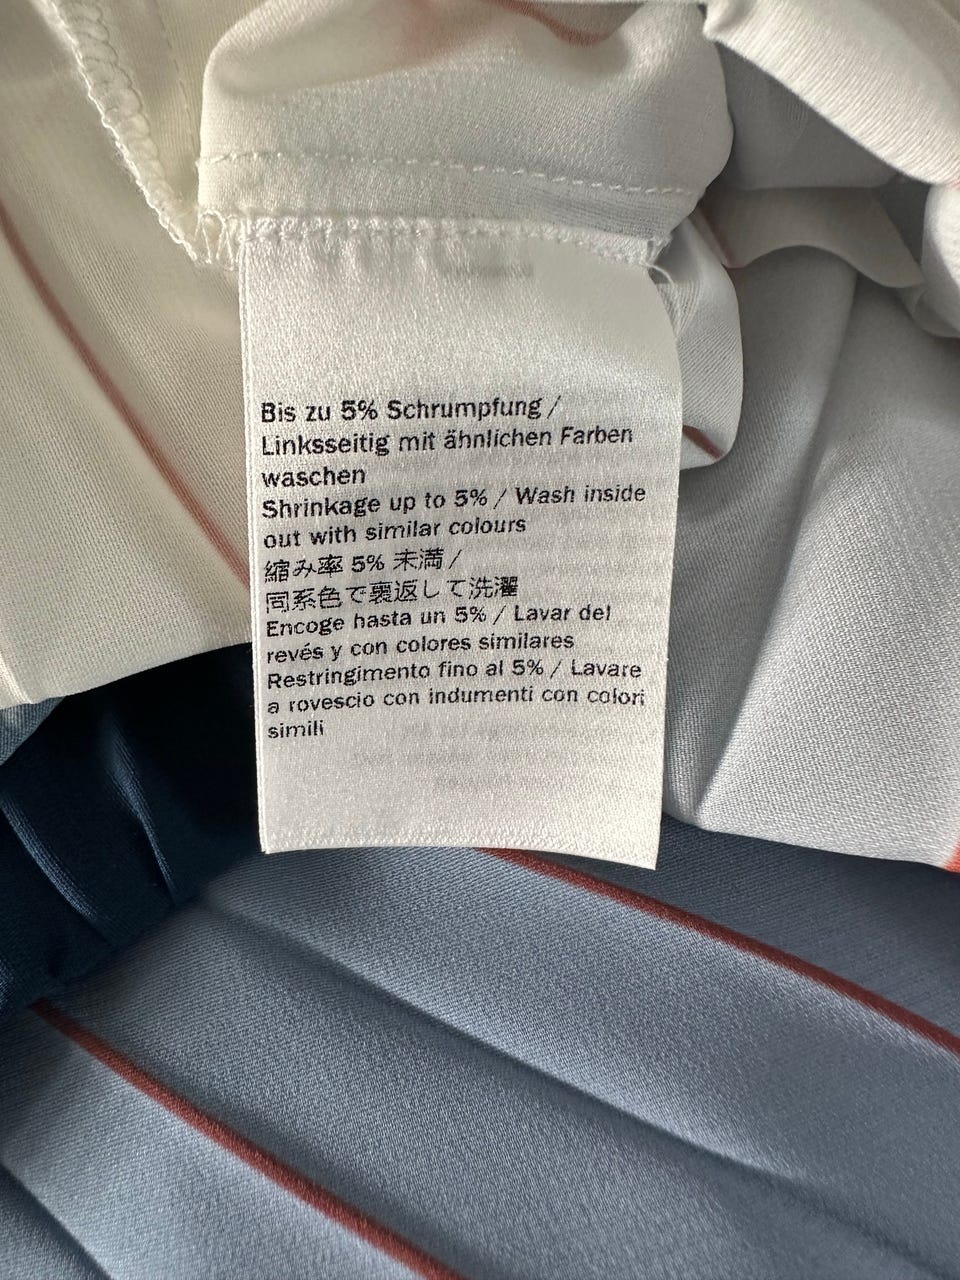 Bis zu 5% Schrumpfung /
Linksseitig mit ähnlichen Farben
waschen
Shrinkage up to 5% / Wash inside
out with similar colours
縮み率 5% 未満 /
同系色で裏返して洗濯
Encoge hasta un 5% / Lavar del
revés y con colores similares
Restringimento fino al 5% / Lavare
a rovescio con indumenti con colori
simili